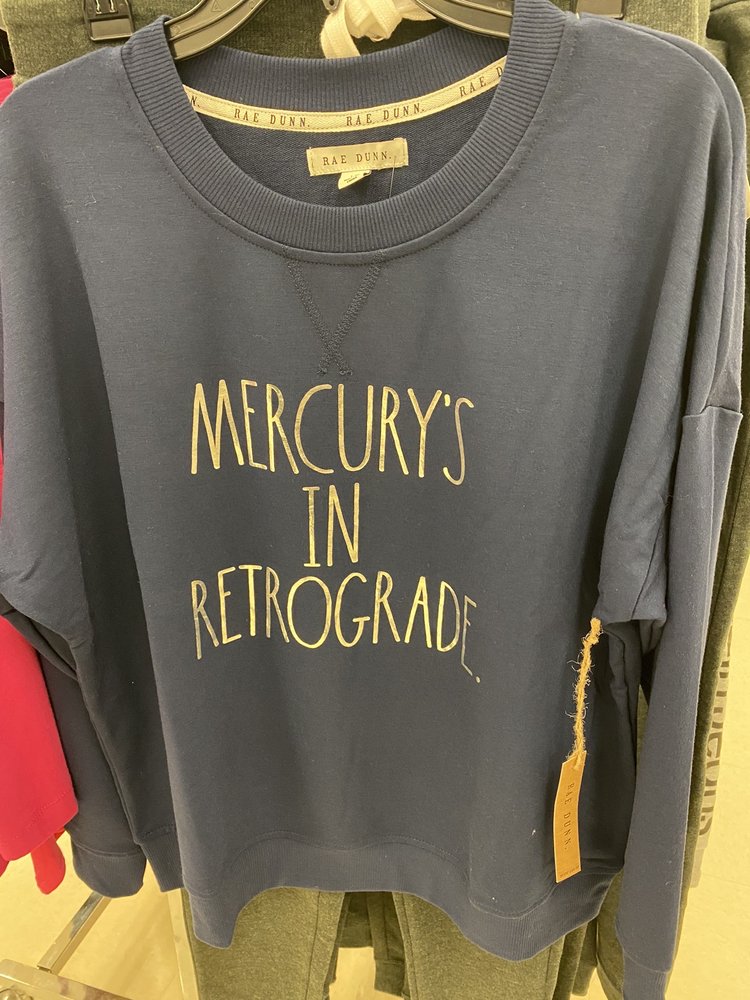 RAE DUNN. RAE DUNN. RAE DUNN.
RAE DUNN.
MERCURY'S
IN
RETROGRADE.
RAE DUNN.